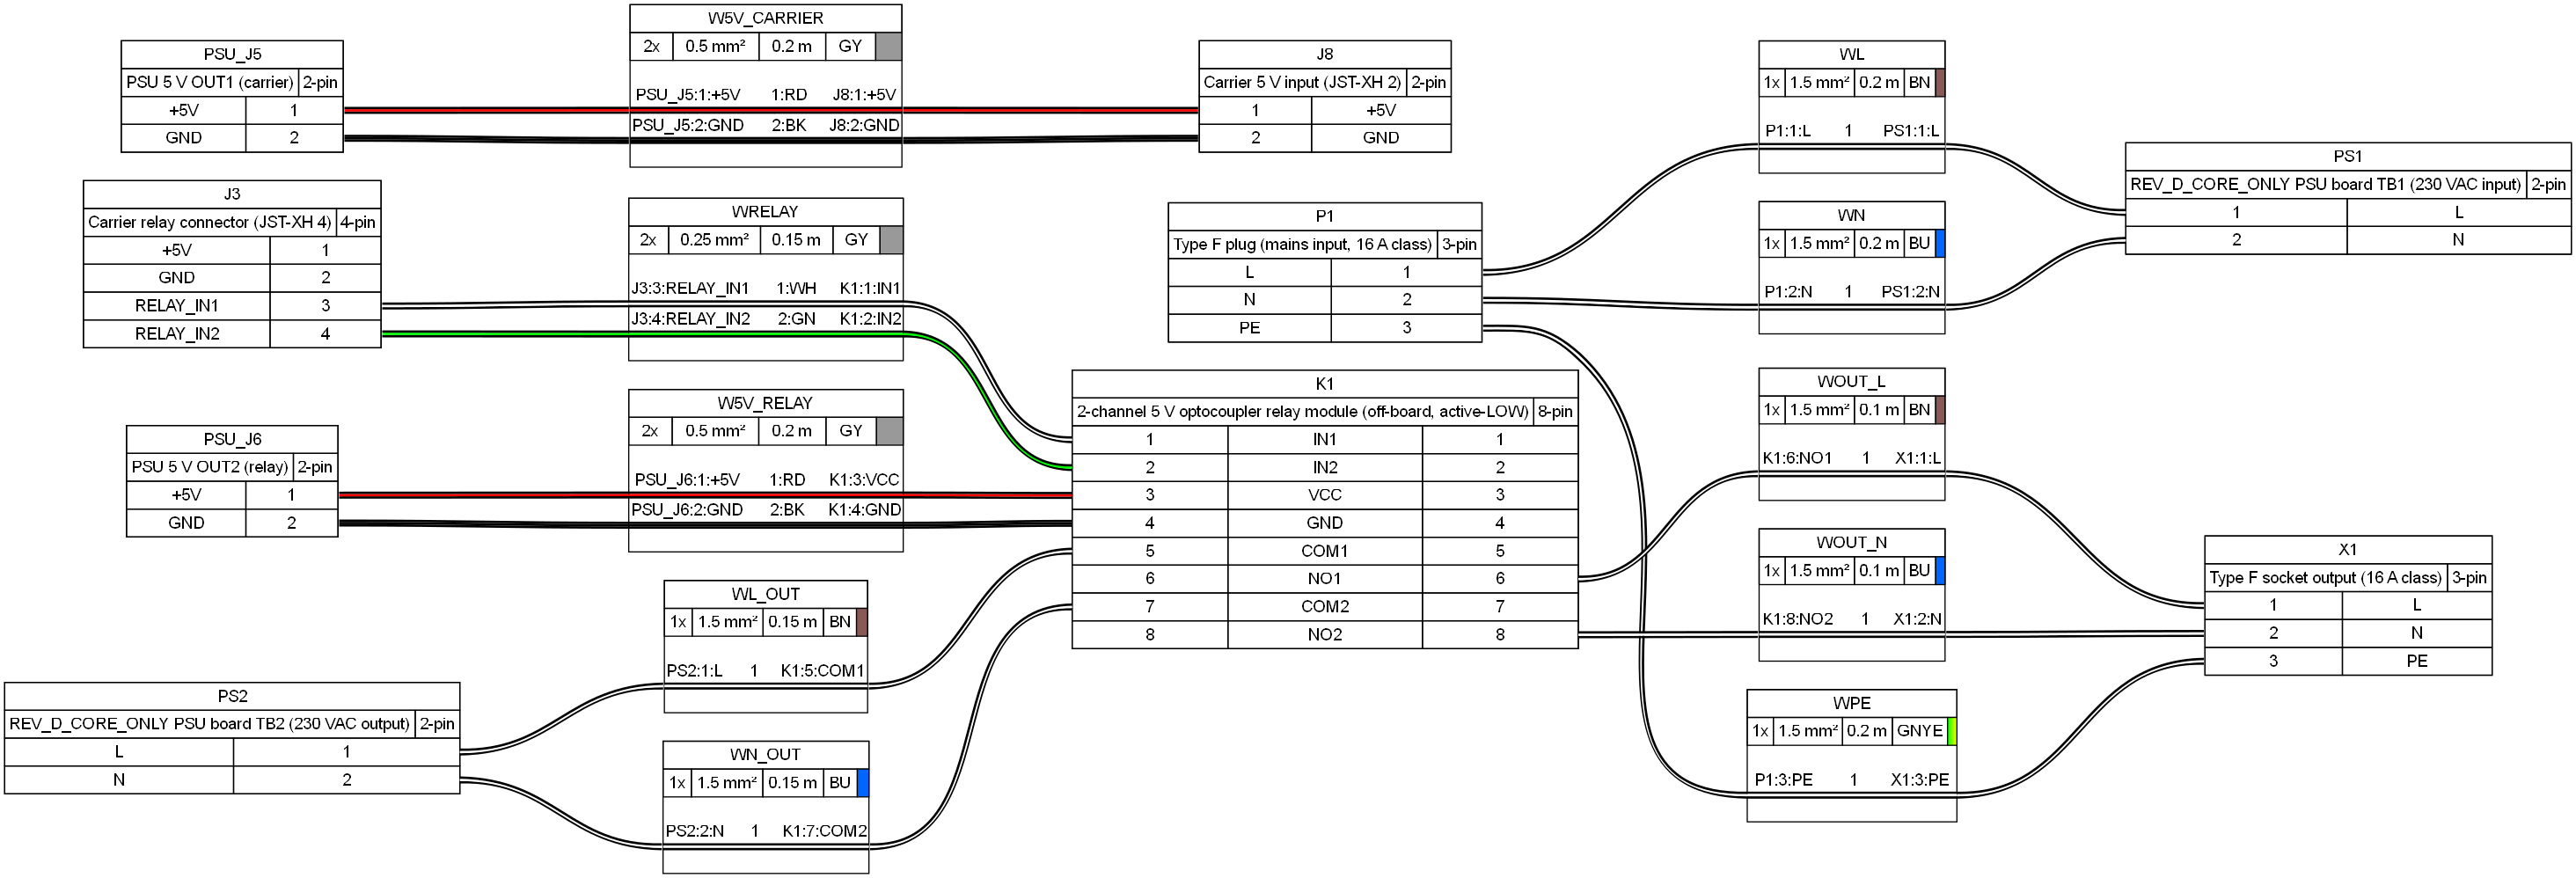 W5V_CARRIER
2x 0.5 mm² 0.2 m GY
PSU_J5:1:+5V 1:RD J8:1:+5V
PSU_J5:2:GND 2:BK J8:2:GND
PSU_J5
PSU 5 V OUT1 (carrier) 2-pin
+5V 1
GND 2
J8
Carrier 5 V input (JST-XH 2) 2-pin
1 +5V
2 GND
WL
1x 1.5 mm² 0.2 m BN
P1:1:L 1 PS1:1:L
PS1
REV_D_CORE_ONLY PSU board TB1 (230 VAC input) 2-pin
1 L
2 N
J3
Carrier relay connector (JST-XH 4) 4-pin
+5V 1
GND 2
RELAY_IN1 3
RELAY_IN2 4
WRELAY
2x 0.25 mm² 0.15 m GY
J3:3:RELAY_IN1 1:WH K1:1:IN1
J3:4:RELAY_IN2 2:GN K1:2:IN2
P1
Type F plug (mains input, 16 A class) 3-pin
L 1
N 2
PE 3
WN
1x 1.5 mm² 0.2 m BU
P1:2:N 1 PS1:2:N
W5V_RELAY
2x 0.5 mm² 0.2 m GY
PSU_J6:1:+5V 1:RD K1:3:VCC
PSU_J6:2:GND 2:BK K1:4:GND
PSU_J6
PSU 5 V OUT2 (relay) 2-pin
+5V 1
GND 2
K1
2-channel 5 V optocoupler relay module (off-board, active-LOW) 8-pin
1 IN1 1
2 IN2 2
3 VCC 3
4 GND 4
5 COM1 5
6 NO1 6
7 COM2 7
8 NO2 8
WOUT_L
1x 1.5 mm² 0.1 m BN
K1:6:NO1 1 X1:1:L
WOUT_N
1x 1.5 mm² 0.1 m BU
K1:8:NO2 1 X1:2:N
X1
Type F socket output (16 A class) 3-pin
1 L
2 N
3 PE
WL_OUT
1x 1.5 mm² 0.15 m BN
PS2:1:L 1 K1:5:COM1
PS2
REV_D_CORE_ONLY PSU board TB2 (230 VAC output) 2-pin
L 1
N 2
WN_OUT
1x 1.5 mm² 0.15 m BU
PS2:2:N 1 K1:7:COM2
WPE
1x 1.5 mm² 0.2 m GNYE
P1:3:PE 1 X1:3:PE